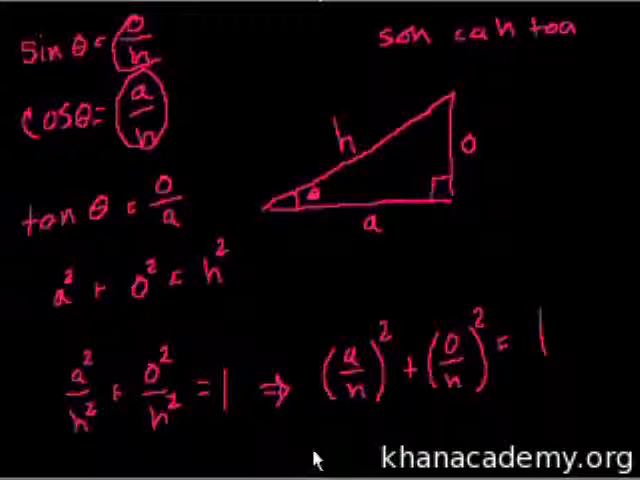 soh cah toa
sin θ = o/h
cos θ = a/h
h
o
θ
a
tan θ = o/a
a² + o² = h²
a²/h² + o²/h² = 1 ⇒ (a/h)² + (o/h)² = 1
khanacademy.org